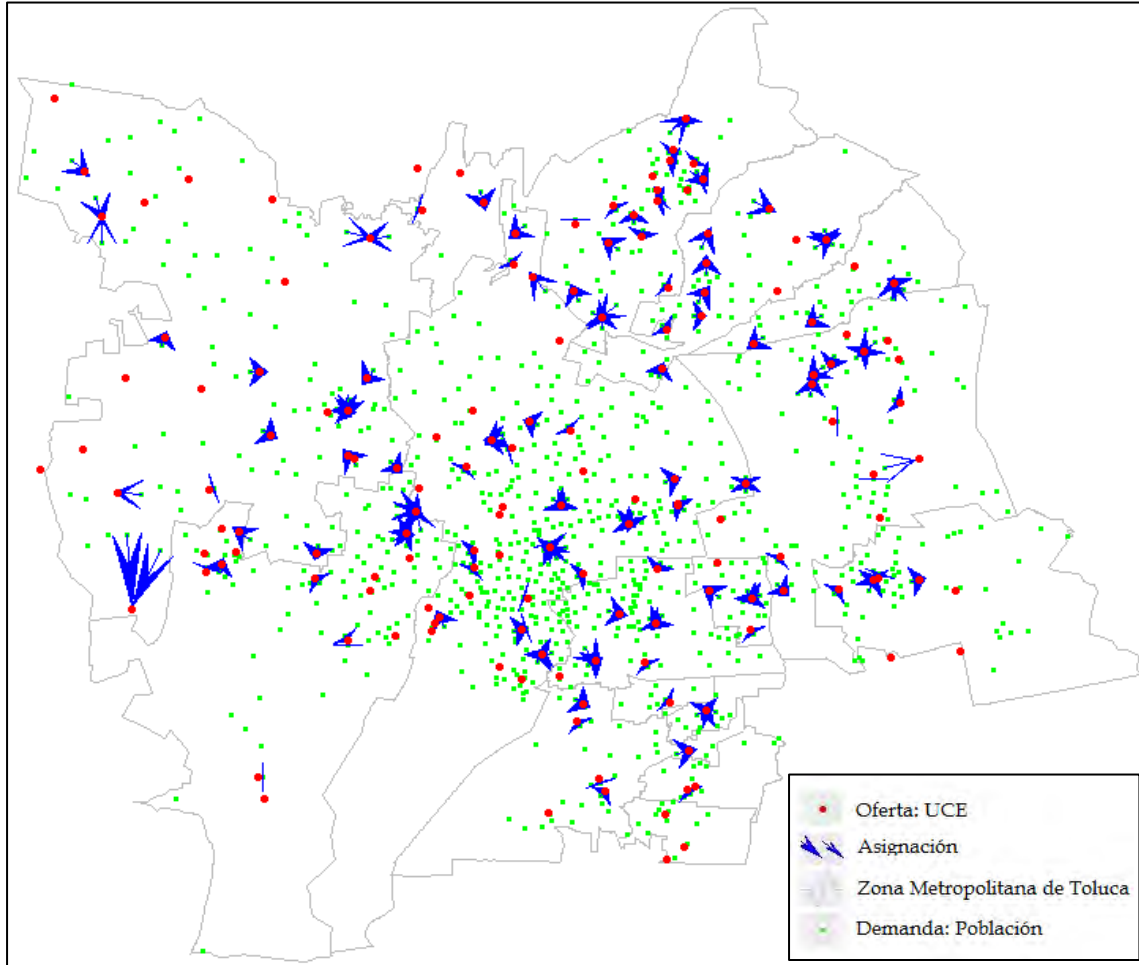 Oferta: UCE
Asignación
Zona Metropolitana de Toluca
Demanda: Población